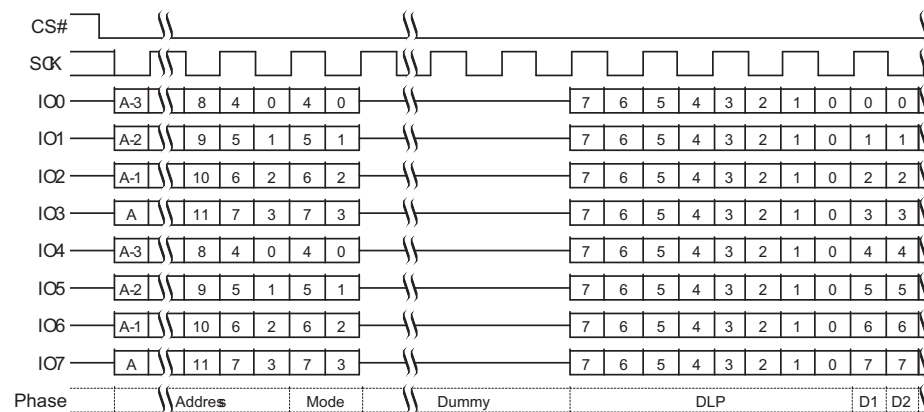 CS#
SCK
IO0 A-3 8 4 0 4 0 7 6 5 4 3 2 1 0 0 0
IO1 A-2 9 5 1 5 1 7 6 5 4 3 2 1 0 1 1
IO2 A-1 10 6 2 6 2 7 6 5 4 3 2 1 0 2 2
IO3 A 11 7 3 7 3 7 6 5 4 3 2 1 0 3 3
IO4 A-3 8 4 0 4 0 7 6 5 4 3 2 1 0 4 4
IO5 A-2 9 5 1 5 1 7 6 5 4 3 2 1 0 5 5
IO6 A-1 10 6 2 6 2 7 6 5 4 3 2 1 0 6 6
IO7 A 11 7 3 7 3 7 6 5 4 3 2 1 0 7 7
Phase Address Mode Dummy DLP D1 D2